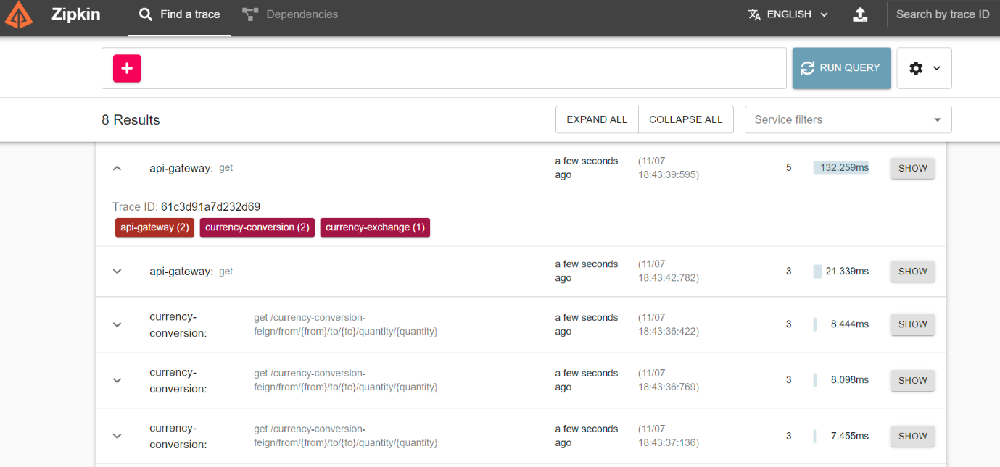 Zipkin Find a trace Dependencies ENGLISH Search by trace ID
RUN QUERY
8 Results EXPAND ALL COLLAPSE ALL Service filters
api-gateway: get a few seconds ago (11/07 18:43:39:595) 5 132.259ms SHOW
Trace ID: 61c3d91a7d232d69
api-gateway (2) currency-conversion (2) currency-exchange (1)
api-gateway: get a few seconds ago (11/07 18:43:42:782) 3 21.339ms SHOW
currency-conversion: get /currency-conversion-feign/from/{from}/to/{to}/quantity/{quantity} a few seconds ago (11/07 18:43:36:422) 3 8.444ms SHOW
currency-conversion: get /currency-conversion-feign/from/{from}/to/{to}/quantity/{quantity} a few seconds ago (11/07 18:43:36:769) 3 8.098ms SHOW
currency-conversion: get /currency-conversion-feign/from/{from}/to/{to}/quantity/{quantity} a few seconds ago (11/07 18:43:37:136) 3 7.455ms SHOW